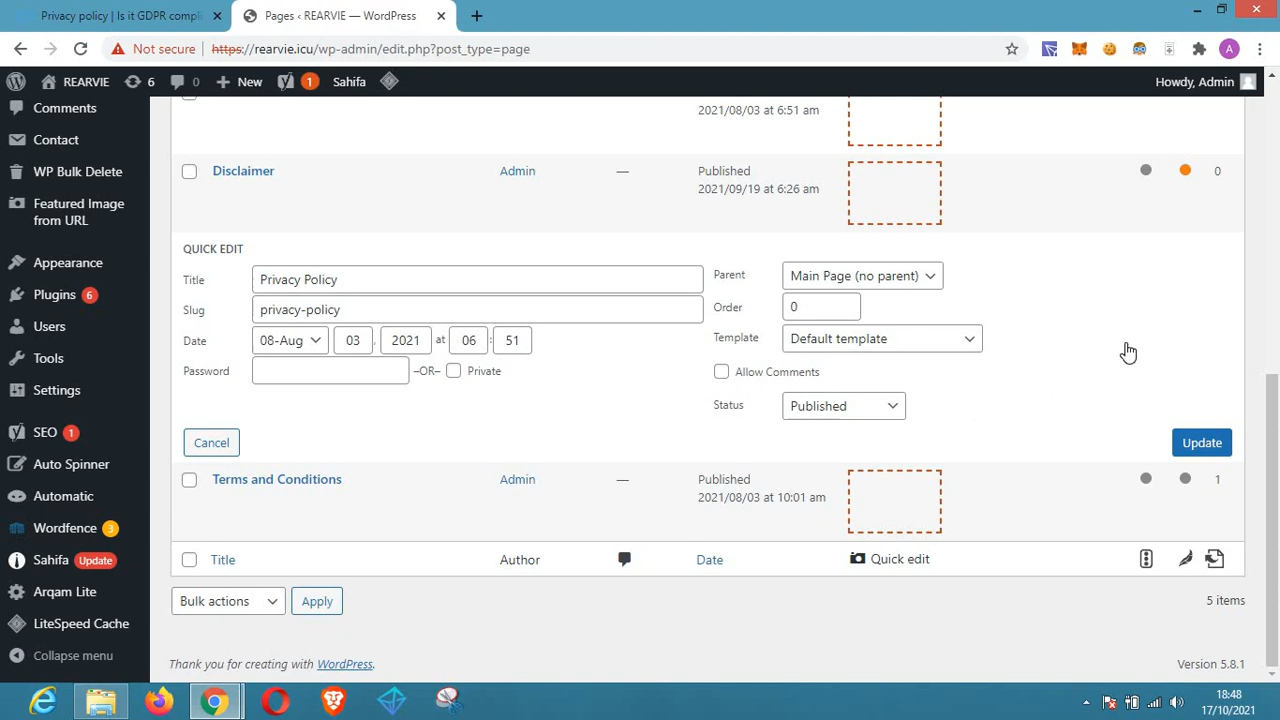 Privacy policy | Is it GDPR compli
Pages ‹ REARVIE — WordPress
Not secure
https://rearvie.icu/wp-admin/edit.php?post_type=page
A
REARVIE
6
0
New
1
Sahifa
Howdy, Admin
Comments
Contact
WP Bulk Delete
Featured Image
from URL
Appearance
Plugins 6
Users
Tools
Settings
SEO 1
Auto Spinner
Automatic
Wordfence 3
Sahifa Update
Arqam Lite
LiteSpeed Cache
Collapse menu
2021/08/03 at 6:51 am
Disclaimer
Admin
—
Published
2021/09/19 at 6:26 am
0
QUICK EDIT
Title
Privacy Policy
Slug
privacy-policy
Date
08-Aug
03
,
2021
at
06
:
51
Password
–OR–
Private
Parent
Main Page (no parent)
Order
0
Template
Default template
Allow Comments
Status
Published
Cancel
Update
Terms and Conditions
Admin
—
Published
2021/08/03 at 10:01 am
1
Title
Author
Date
Quick edit
Bulk actions
Apply
5 items
Thank you for creating with WordPress.
Version 5.8.1
18:48
17/10/2021